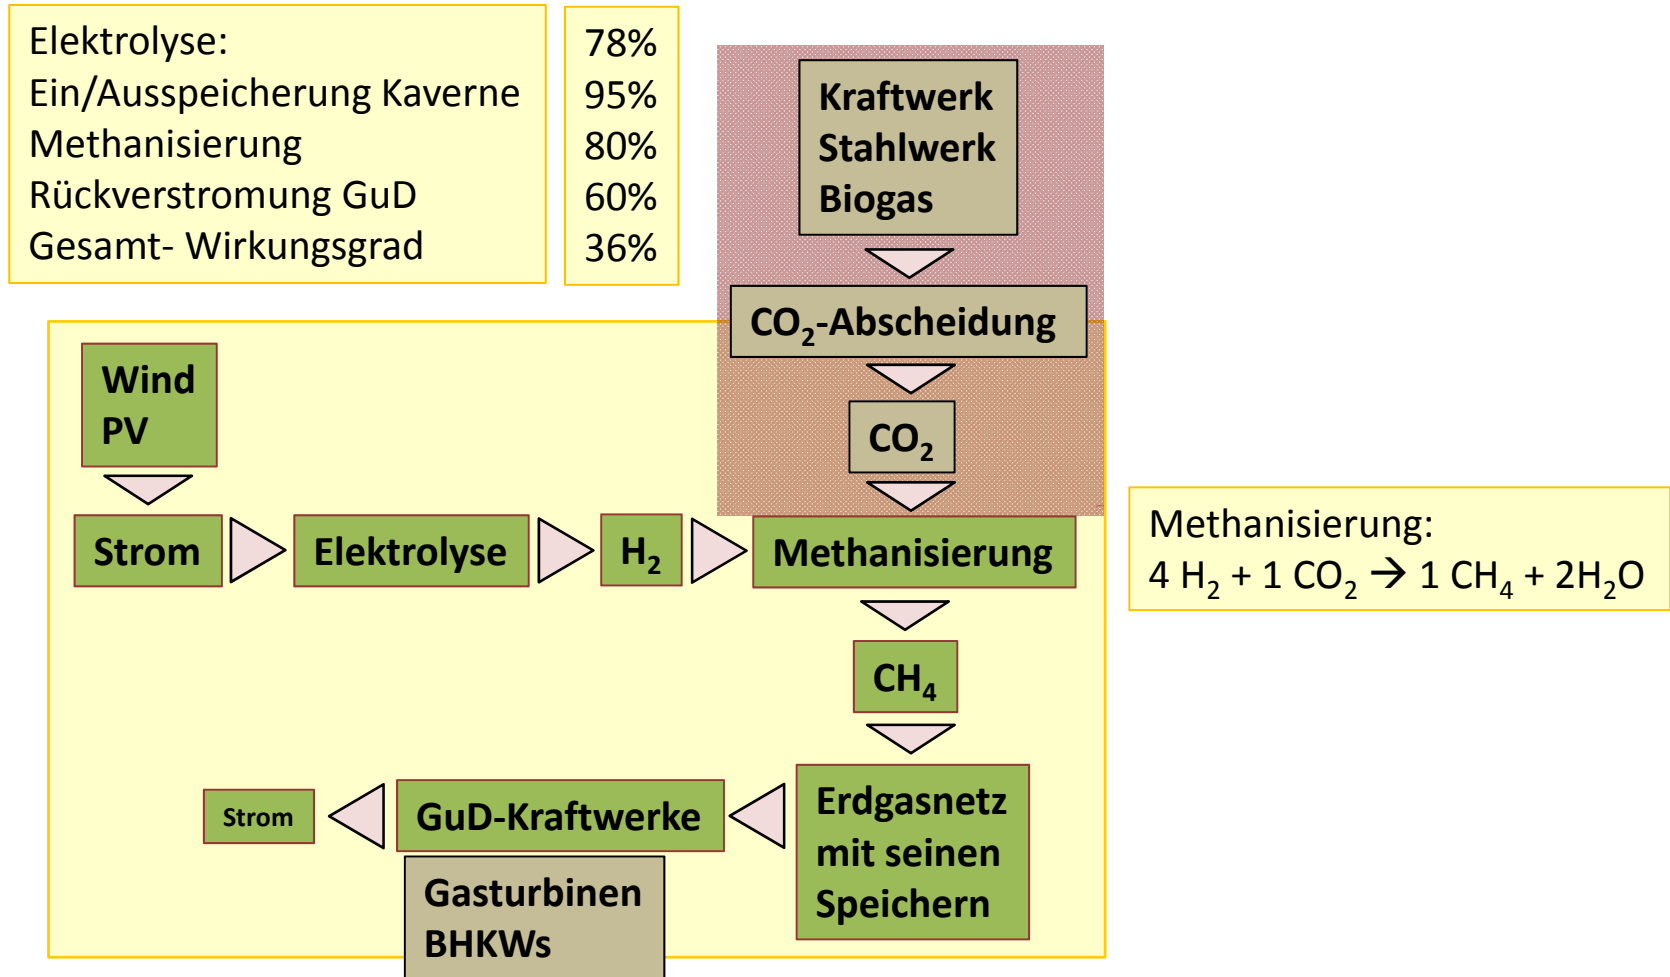 Elektrolyse: 78%
Ein/Ausspeicherung Kaverne 95%
Methanisierung 80%
Rückverstromung GuD 60%
Gesamt- Wirkungsgrad 36%
Kraftwerk
Stahlwerk
Biogas
CO₂-Abscheidung
CO₂
Wind
PV
Strom
Elektrolyse
H₂
Methanisierung
Methanisierung:
4 H₂ + 1 CO₂ → 1 CH₄ + 2H₂O
CH₄
Erdgasnetz
mit seinen
Speichern
GuD-Kraftwerke
Strom
Gasturbinen
BHKWs